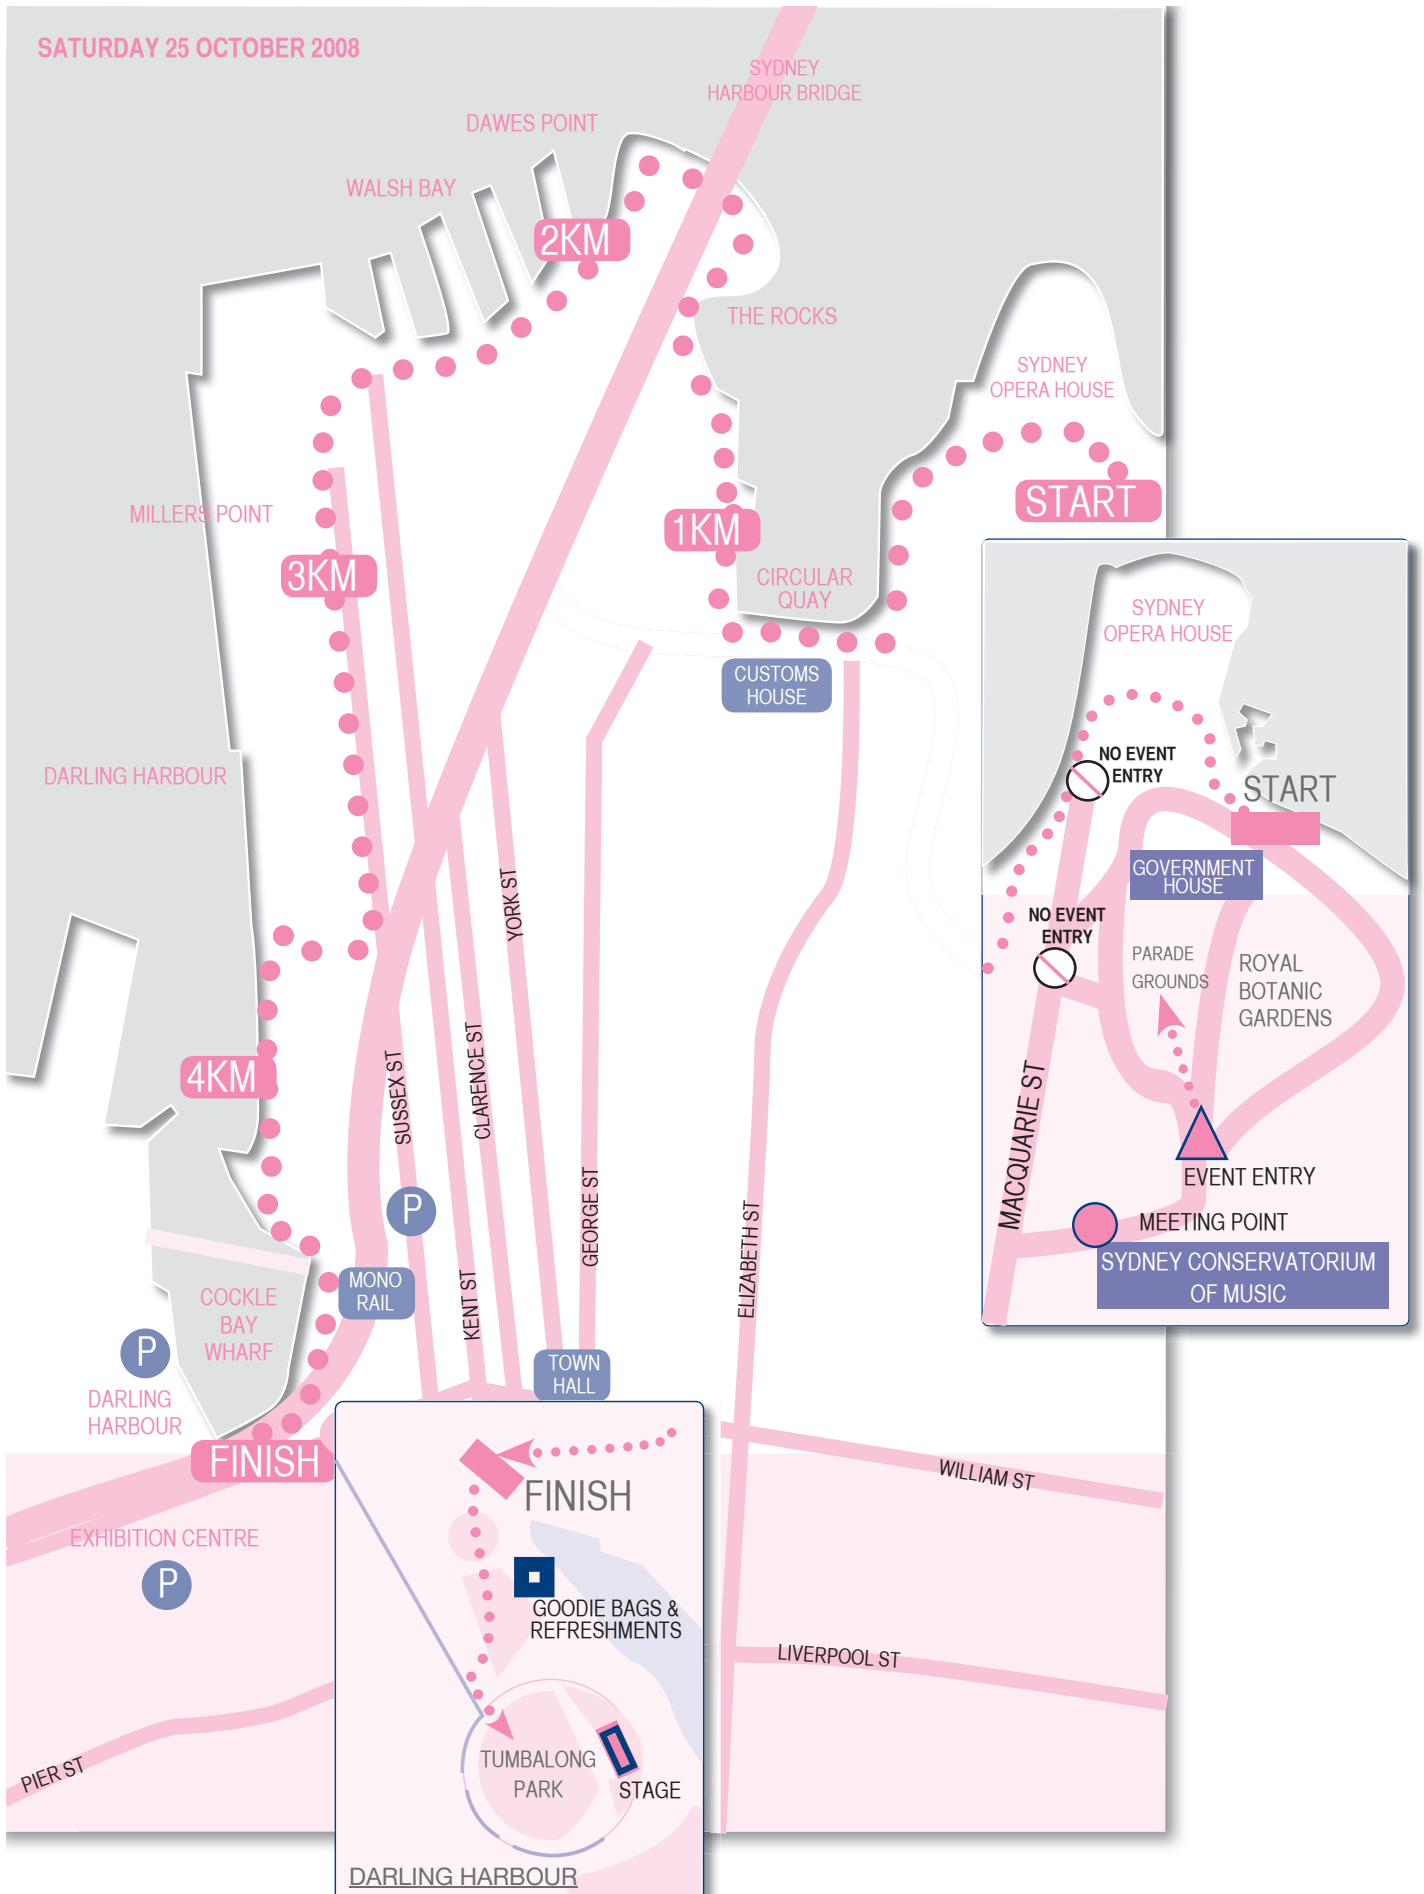 SATURDAY 25 OCTOBER 2008
SYDNEY
HARBOUR BRIDGE
DAWES POINT
WALSH BAY
2KM
THE ROCKS
SYDNEY
OPERA HOUSE
START
MILLERS POINT
1KM
3KM
CIRCULAR
QUAY
CUSTOMS
HOUSE
DARLING HARBOUR
YORK ST
4KM
SUSSEX ST
CLARENCE ST
GEORGE ST
ELIZABETH ST
KENT ST
P
MONO
RAIL
COCKLE
BAY
WHARF
P
DARLING
HARBOUR
TOWN
HALL
FINISH
EXHIBITION CENTRE
P
WILLIAM ST
LIVERPOOL ST
PIER ST
SYDNEY
OPERA HOUSE
NO EVENT
ENTRY
START
GOVERNMENT
HOUSE
NO EVENT
ENTRY
PARADE
GROUNDS
ROYAL
BOTANIC
GARDENS
MACQUARIE ST
EVENT ENTRY
MEETING POINT
SYDNEY CONSERVATORIUM
OF MUSIC
FINISH
GOODIE BAGS &
REFRESHMENTS
TUMBALONG
PARK
STAGE
DARLING HARBOUR